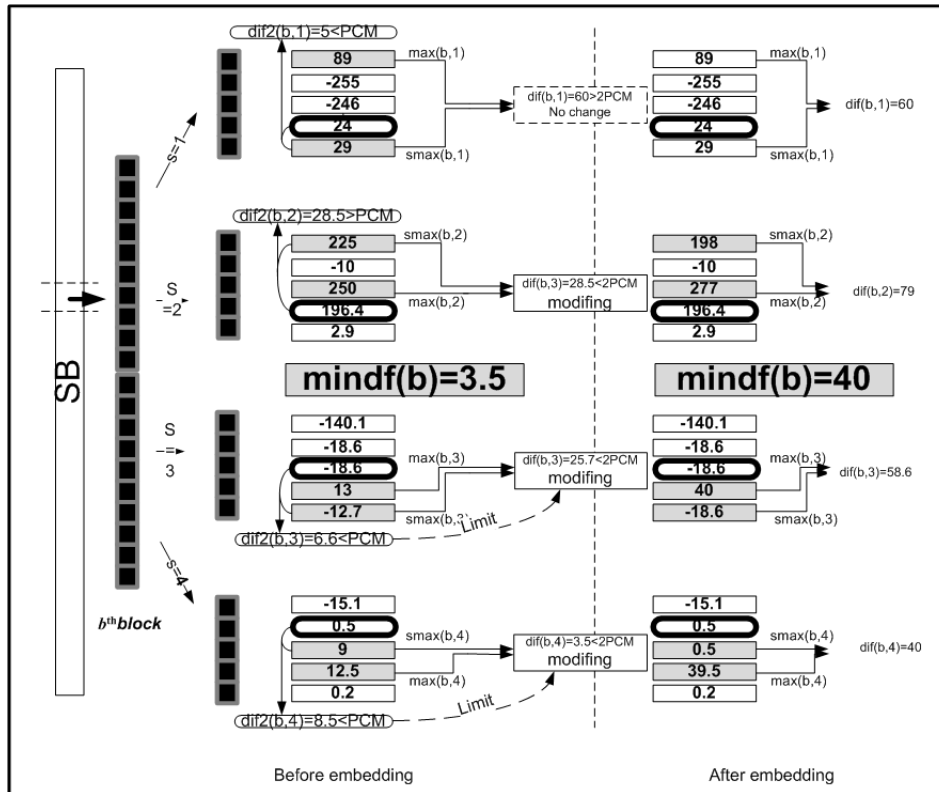 SB
bᵗʰblock
s=1
S
=2
S
=
3
s=4
dif2(b,1)=5<PCM
89
-255
-246
24
29
max(b,1)
smax(b,1)
dif(b,1)=60>2PCM
No change
89
-255
-246
24
29
max(b,1)
smax(b,1)
dif(b,1)=60
dif2(b,2)=28.5>PCM
225
-10
250
196.4
2.9
smax(b,2)
max(b,2)
dif(b,3)=28.5<2PCM
modifing
198
-10
277
196.4
2.9
smax(b,2)
max(b,2)
dif(b,2)=79
mindf(b)=3.5
mindf(b)=40
-140.1
-18.6
-18.6
13
-12.7
max(b,3)
smax(b,3)
dif2(b,3)=6.6<PCM
Limit
dif(b,3)=25.7<2PCM
modifing
-140.1
-18.6
-18.6
40
-18.6
max(b,3)
smax(b,3)
dif(b,3)=58.6
-15.1
0.5
9
12.5
0.2
smax(b,4)
max(b,4)
dif2(b,4)=8.5<PCM
Limit
dif(b,4)=3.5<2PCM
modifing
-15.1
0.5
0.5
39.5
0.2
smax(b,4)
max(b,4)
dif(b,4)=40
Before embedding
After embedding